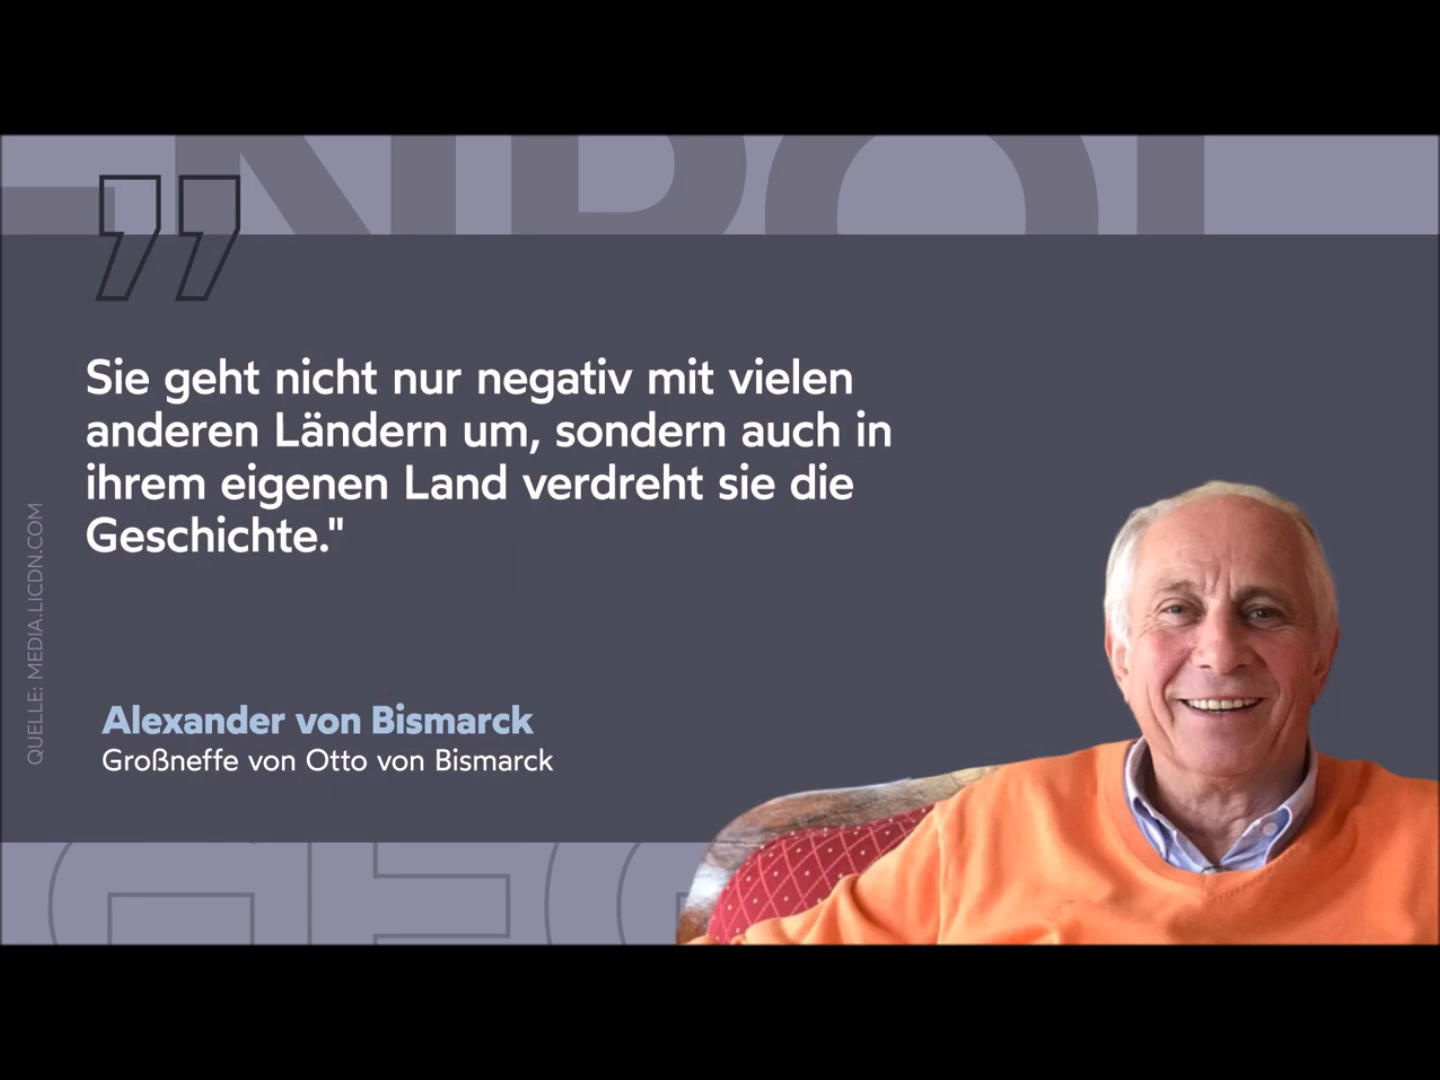 Sie geht nicht nur negativ mit vielen
anderen Ländern um, sondern auch in
ihrem eigenen Land verdreht sie die
Geschichte."
Alexander von Bismarck
Großneffe von Otto von Bismarck
QUELLE: MEDIA.LICDN.COM